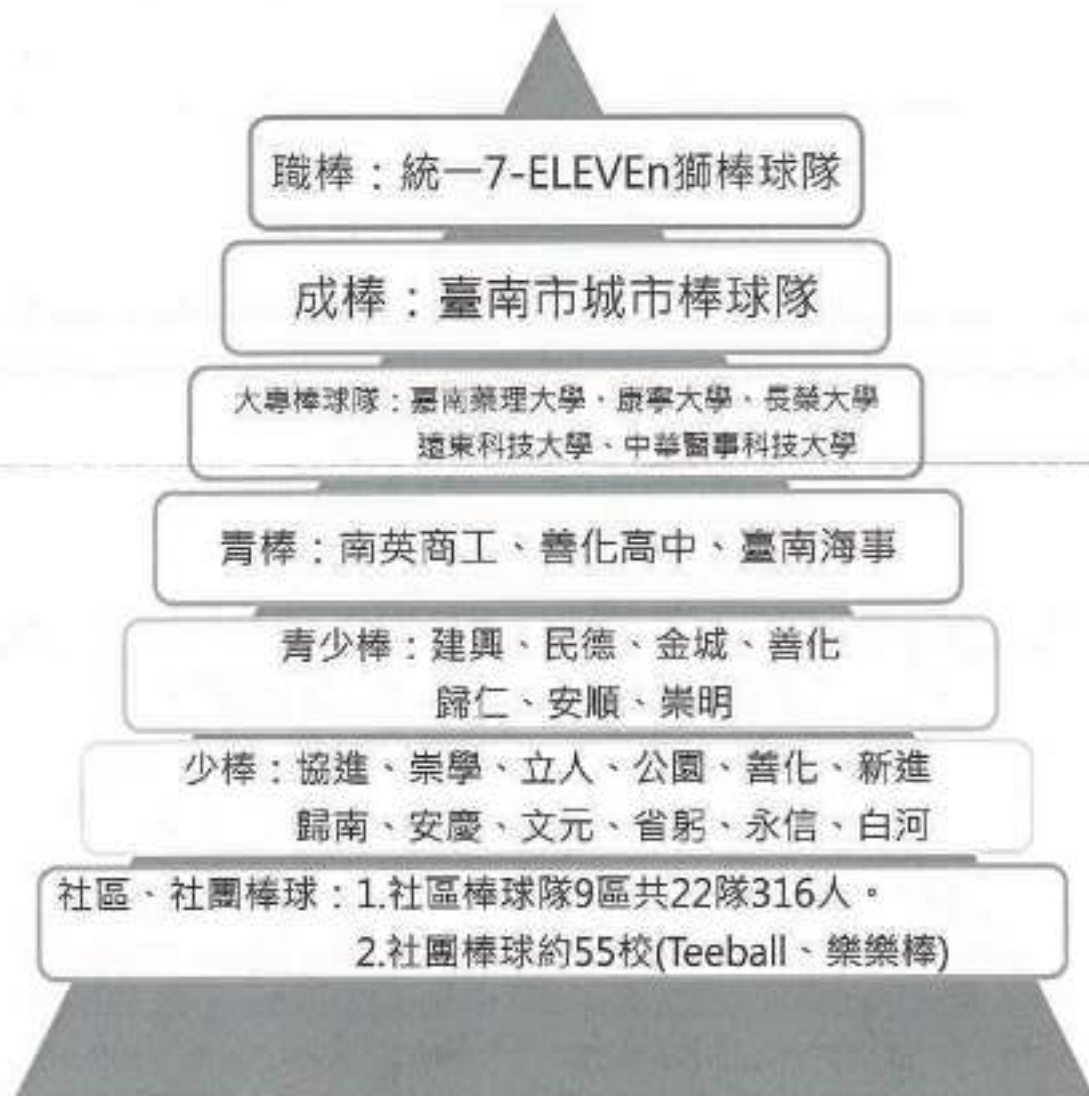 職棒：統一7-ELEVEn獅棒球隊
成棒：臺南市城市棒球隊
大專棒球隊：嘉南藥理大學、康寧大學、長榮大學
遠東科技大學、中華醫事科技大學
青棒：南英商工、善化高中、臺南海事
青少棒：建興、民德、金城、善化
歸仁、安順、崇明
少棒：協進、崇學、立人、公園、善化、新進
歸南、安慶、文元、省躬、永信、白河
社區、社團棒球：1.社區棒球隊9區共22隊316人。
2.社團棒球約55校(Teeball、樂樂棒)